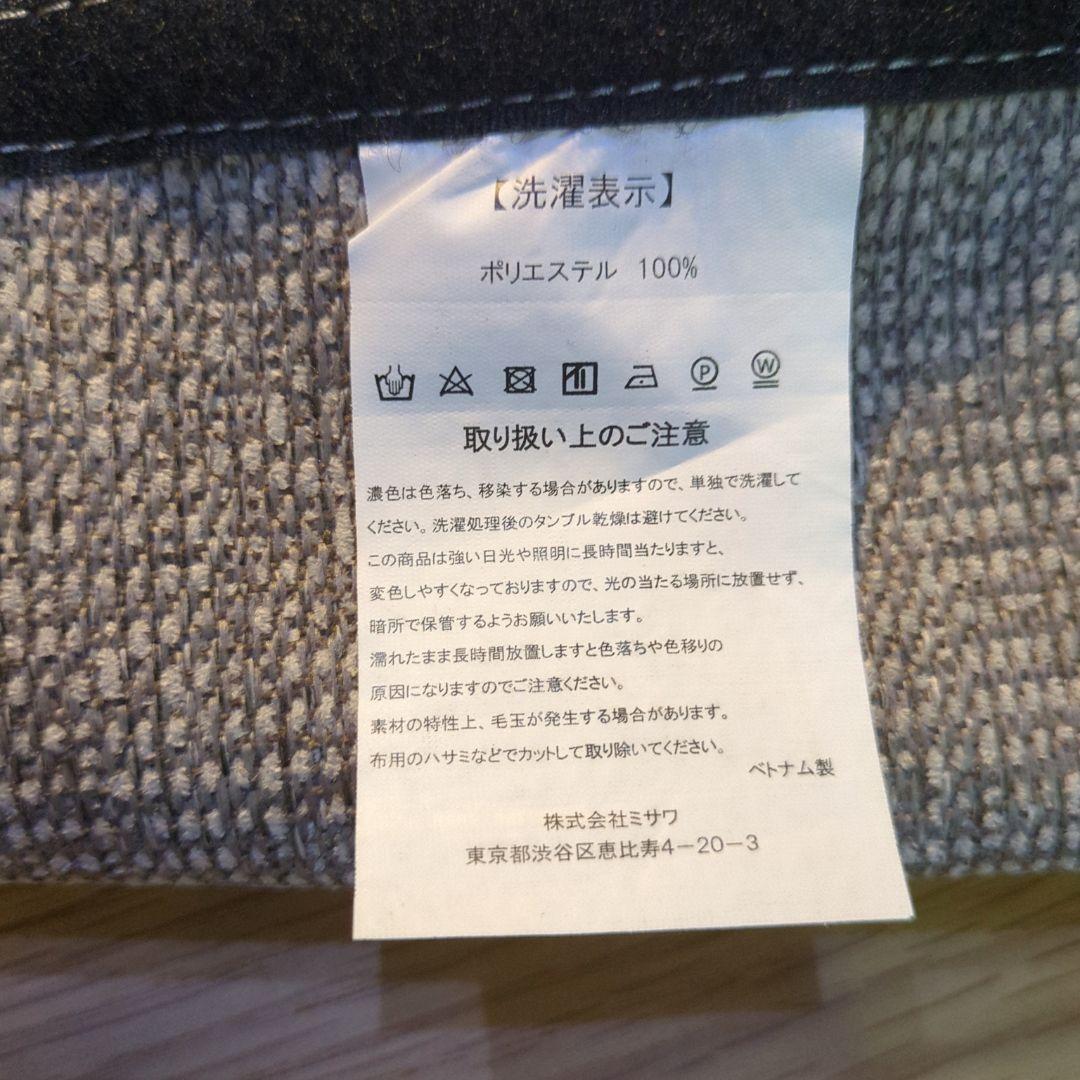 【洗濯表示】
ポリエステル 100%
P W
取り扱い上のご注意
濃色は色落ち、移染する場合がありますので、単独で洗濯して
ください。洗濯処理後のタンブル乾燥は避けてください。
この商品は強い日光や照明に長時間当たりますと、
変色しやすくなっておりますので、光の当たる場所に放置せず、
暗所で保管するようお願いいたします。
濡れたまま長時間放置しますと色落ちや色移りの
原因になりますのでご注意ください。
素材の特性上、毛玉が発生する場合があります。
布用のハサミなどでカットして取り除いてください。
ベトナム製
株式会社ミサワ
東京都渋谷区恵比寿4-20-3